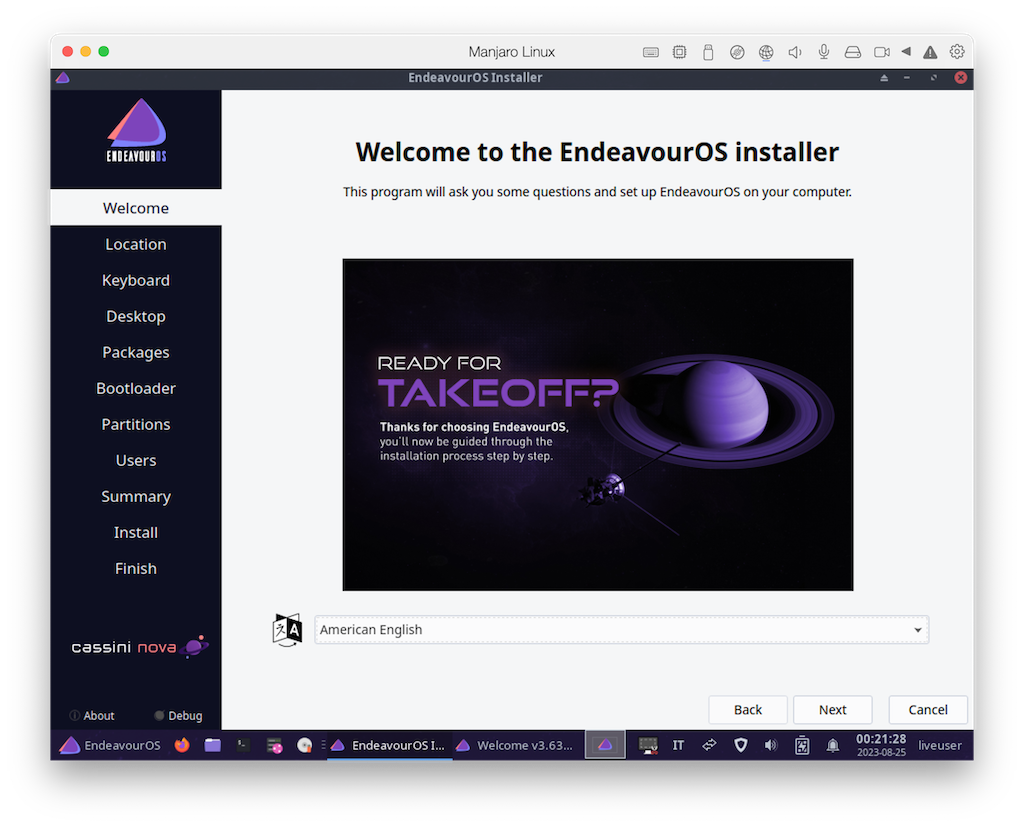 Manjaro Linux
EndeavourOS Installer
ENDEAVOUROS
Welcome
Location
Keyboard
Desktop
Packages
Bootloader
Partitions
Users
Summary
Install
Finish
cassini nova
About
Debug
Welcome to the EndeavourOS installer
This program will ask you some questions and set up EndeavourOS on your computer.
READY FOR
TAKEOFF?
Thanks for choosing EndeavourOS,
you'll now be guided through the
installation process step by step.
American English
Back
Next
Cancel
EndeavourOS
EndeavourOS I...
Welcome v3.63...
IT
00:21:28
2023-08-25
liveuser